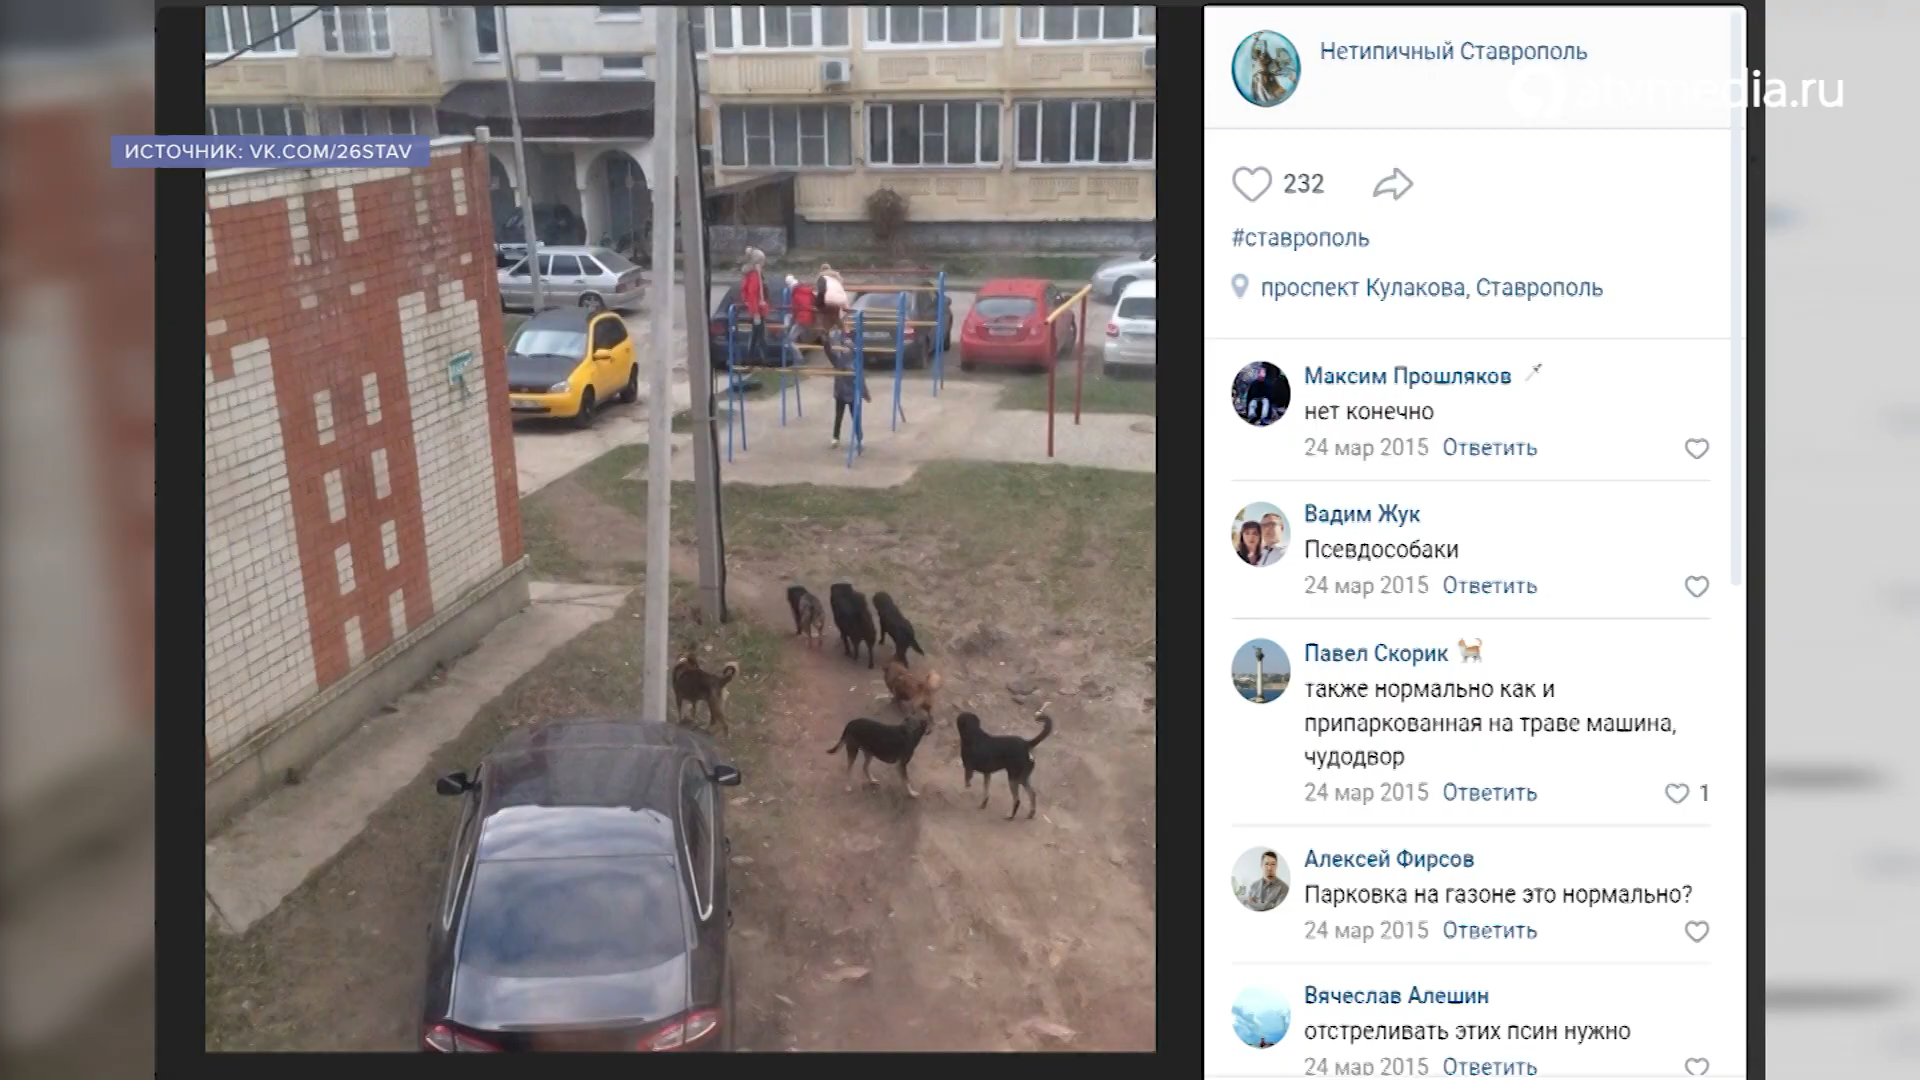 Нетипичный Ставрополь
atvmedia.ru
ИСТОЧНИК: VK.COM/26STAV
232
#ставрополь
проспект Кулакова, Ставрополь
Максим Прошляков
нет конечно
24 мар 2015 Ответить
Вадим Жук
Псевдособаки
24 мар 2015 Ответить
Павел Скорик
также нормально как и
припаркованная на траве машина,
чудодвор
24 мар 2015 Ответить 1
Алексей Фирсов
Парковка на газоне это нормально?
24 мар 2015 Ответить
Вячеслав Алешин
отстреливать этих псин нужно
24 мар 2015 Ответить